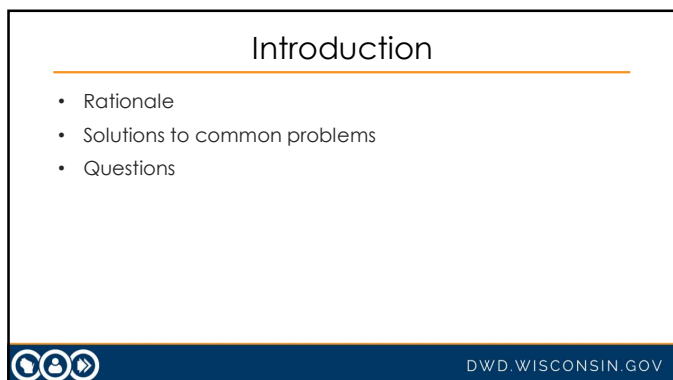 Introduction
• Rationale
• Solutions to common problems
• Questions
DWD.WISCONSIN.GOV